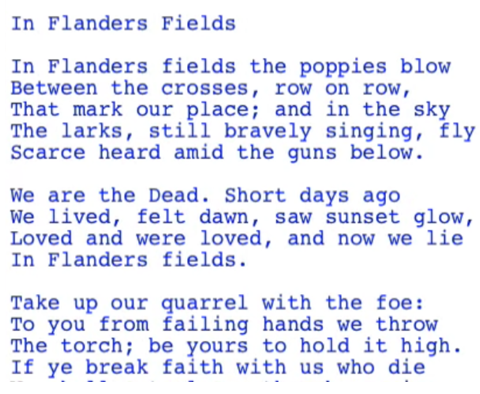 In Flanders Fields
In Flanders fields the poppies blow
Between the crosses, row on row,
That mark our place; and in the sky
The larks, still bravely singing, fly
Scarce heard amid the guns below.
We are the Dead. Short days ago
We lived, felt dawn, saw sunset glow,
Loved and were loved, and now we lie
In Flanders fields.
Take up our quarrel with the foe:
To you from failing hands we throw
The torch; be yours to hold it high.
If ye break faith with us who die